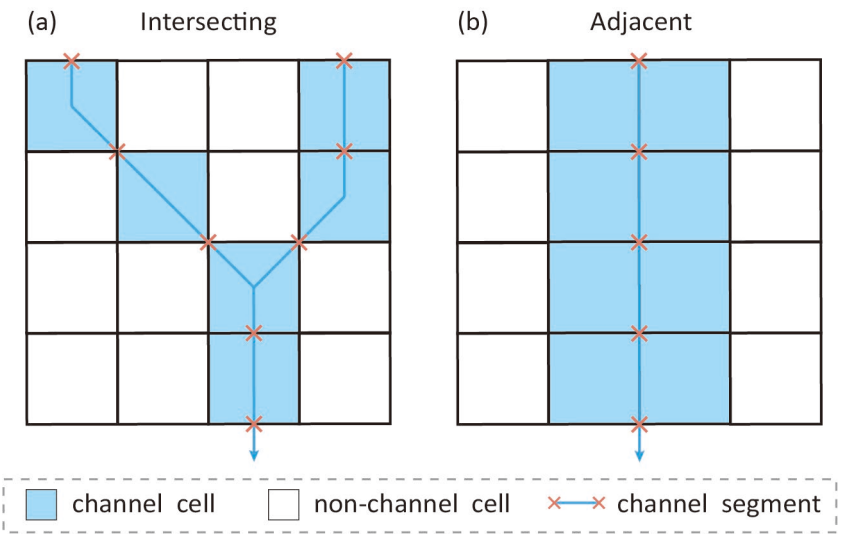 (a) Intersecting
(b) Adjacent
channel cell
non-channel cell
channel segment